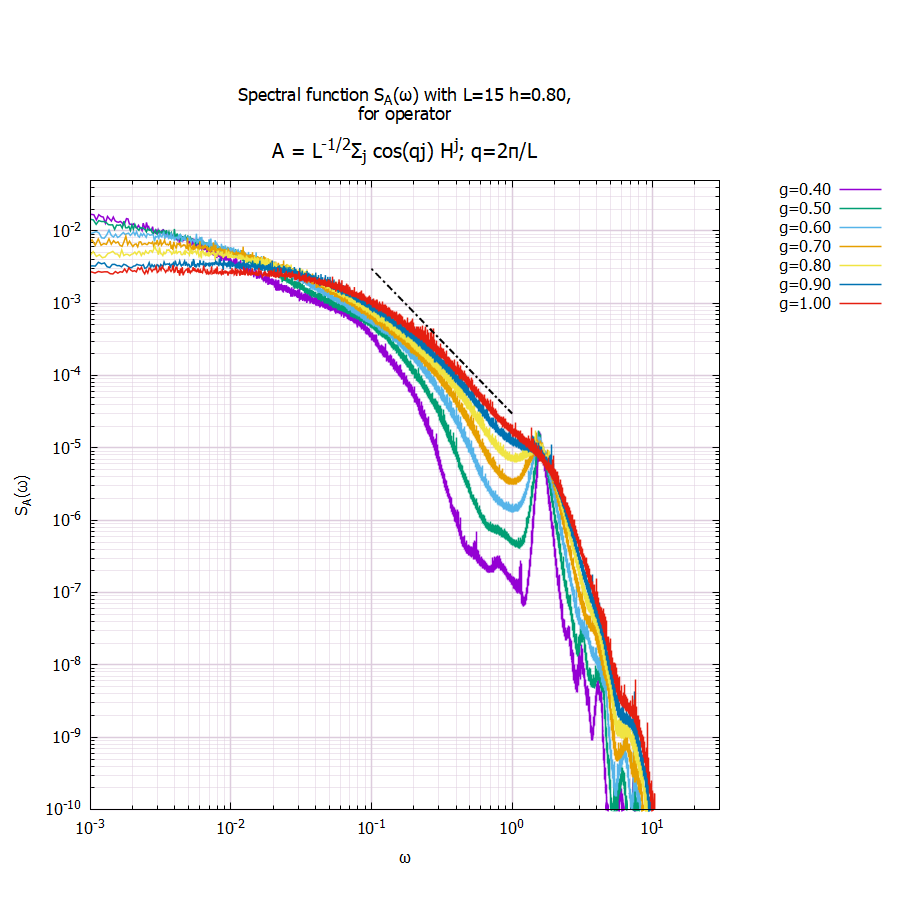 Spectral function S_A(ω) with L=15 h=0.80,
for operator
A = L^-1/2 Σ_j cos(qj) H^j; q=2π/L
g=0.40
g=0.50
g=0.60
g=0.70
g=0.80
g=0.90
g=1.00
10^-2
10^-3
10^-4
10^-5
10^-6
10^-7
10^-8
10^-9
10^-10
S_A(ω)
10^-3
10^-2
10^-1
10^0
10^1
ω